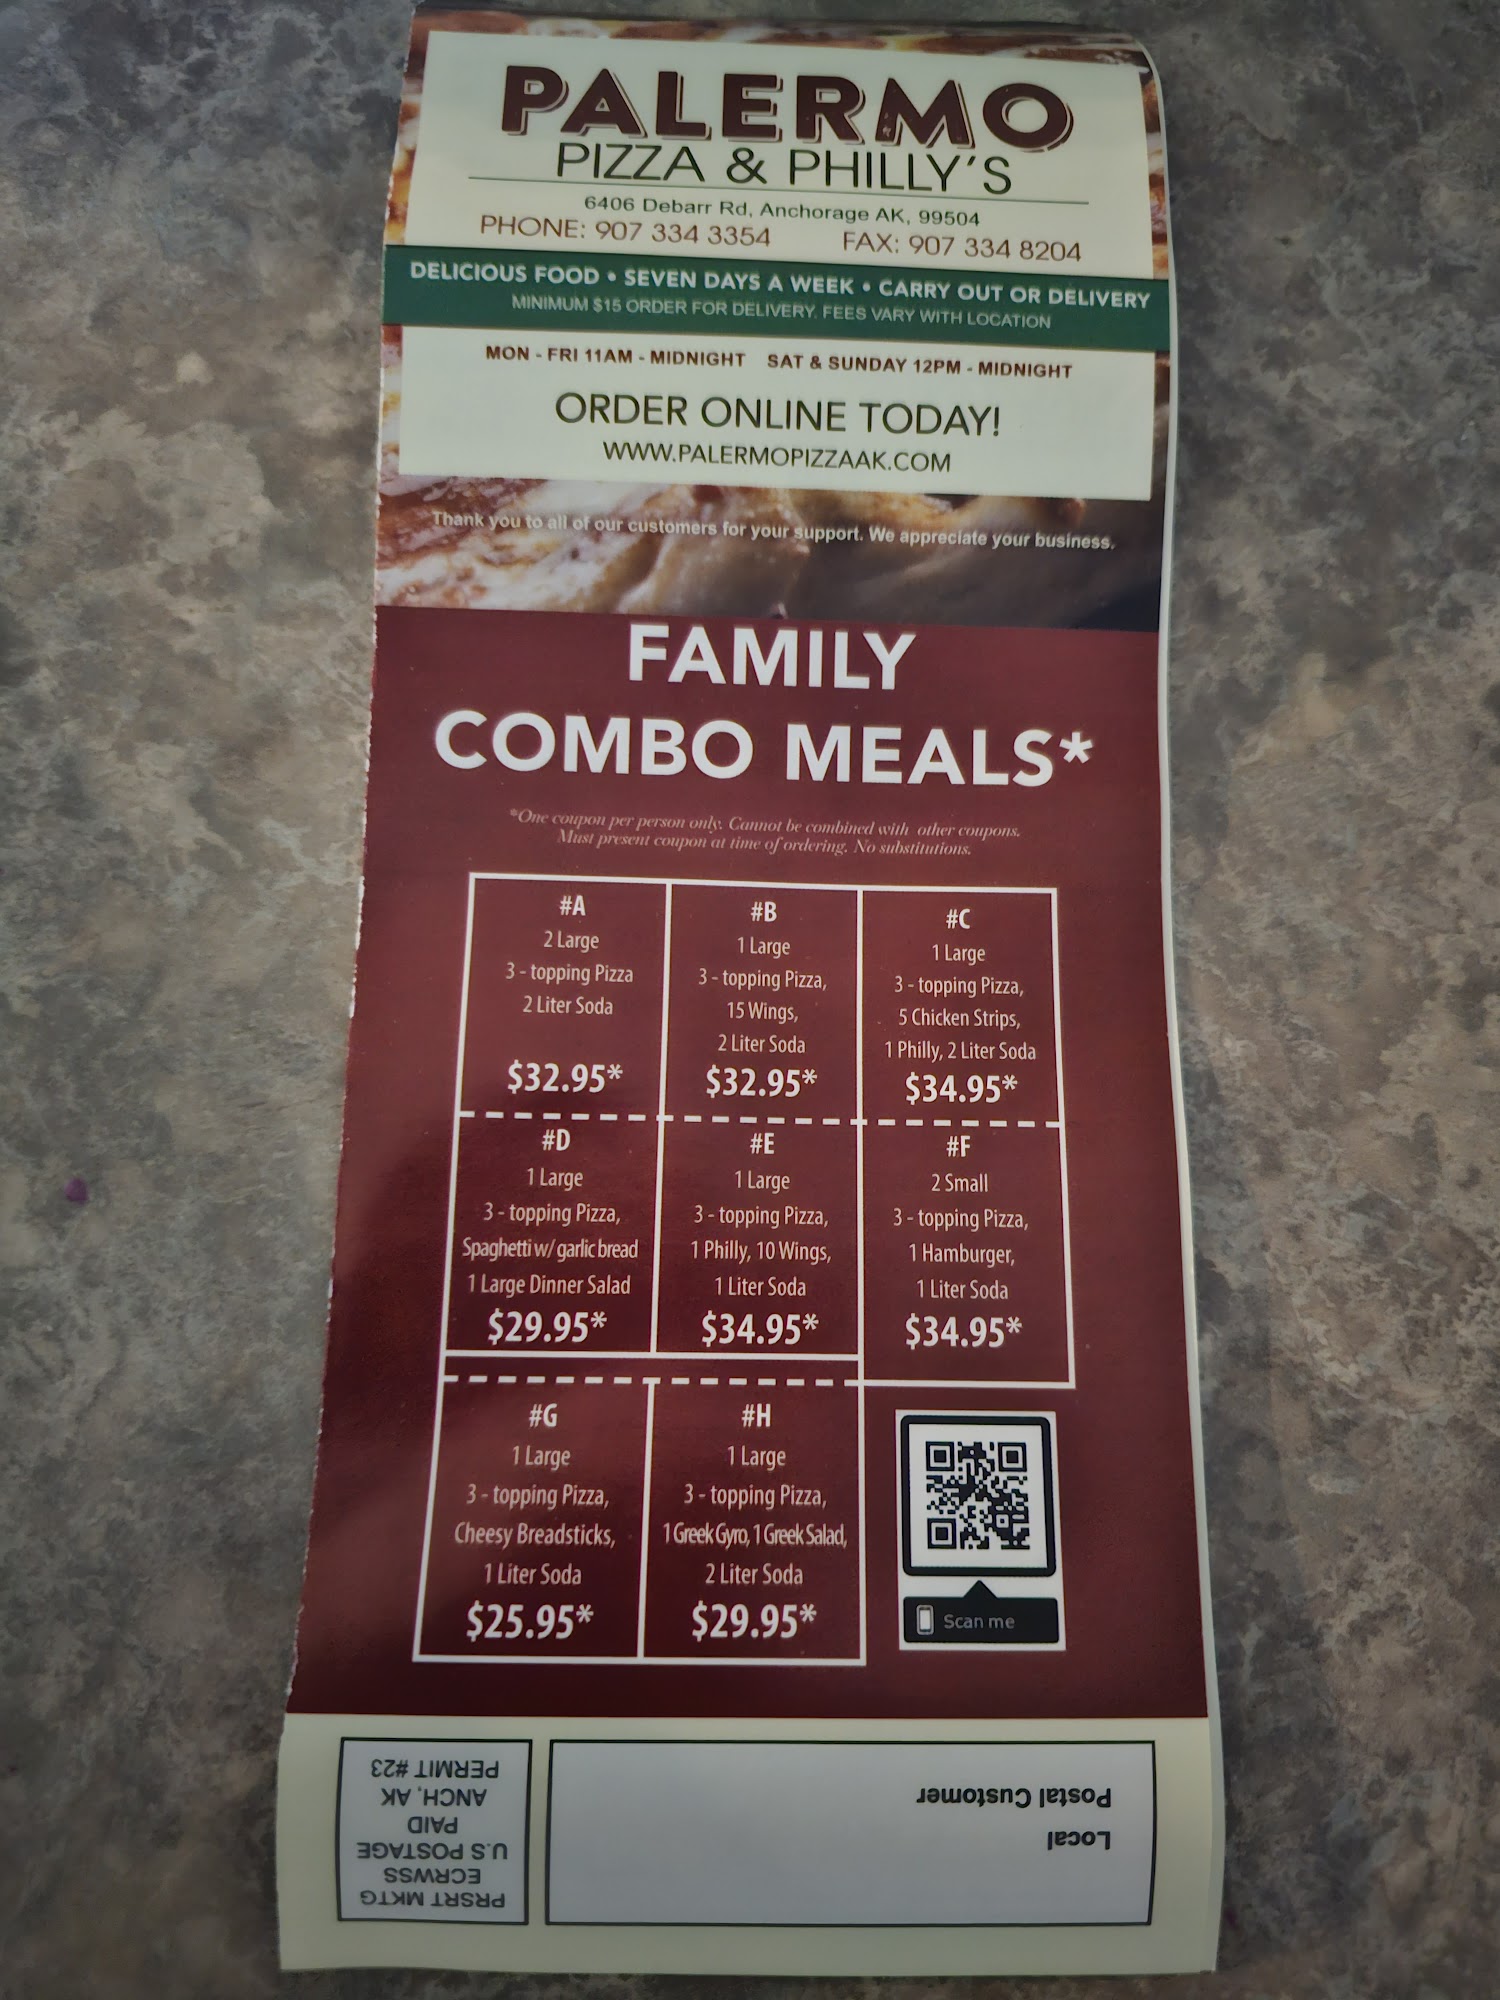 PALERMO
PIZZA & PHILLY'S
6406 Debarr Rd, Anchorage AK, 99504
PHONE: 907 334 3354 FAX: 907 334 8204
DELICIOUS FOOD • SEVEN DAYS A WEEK • CARRY OUT OR DELIVERY
MINIMUM $15 ORDER FOR DELIVERY. FEES VARY WITH LOCATION
MON - FRI 11AM - MIDNIGHT SAT & SUNDAY 12PM - MIDNIGHT
ORDER ONLINE TODAY!
WWW.PALERMOPIZZAAK.COM
Thank you to all of our customers for your support. We appreciate your business.
FAMILY
COMBO MEALS*
*One coupon per person only. Cannot be combined with other coupons.
Must present coupon at time of ordering. No substitutions.
#A
2 Large
3 - topping Pizza
2 Liter Soda
$32.95*
#B
1 Large
3 - topping Pizza,
15 Wings,
2 Liter Soda
$32.95*
#C
1 Large
3 - topping Pizza,
5 Chicken Strips,
1 Philly, 2 Liter Soda
$34.95*
#D
1 Large
3 - topping Pizza,
Spaghetti w/ garlic bread
1 Large Dinner Salad
$29.95*
#E
1 Large
3 - topping Pizza,
1 Philly, 10 Wings,
1 Liter Soda
$34.95*
#F
2 Small
3 - topping Pizza,
1 Hamburger,
1 Liter Soda
$34.95*
#G
1 Large
3 - topping Pizza,
Cheesy Breadsticks,
1 Liter Soda
$25.95*
#H
1 Large
3 - topping Pizza,
1 Greek Gyro, 1 Greek Salad,
2 Liter Soda
$29.95*
Scan me
PRSRT MKTG
ECRWSS
U.S POSTAGE
PAID
ANCH, AK
PERMIT #23
Local
Postal Customer